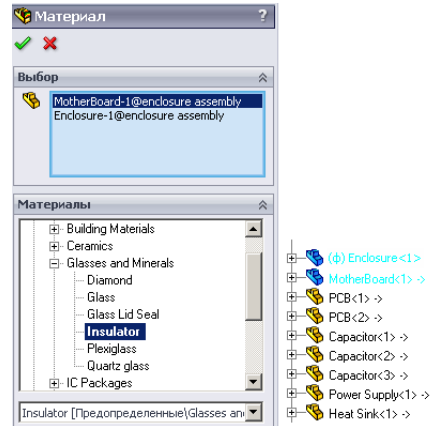 Материал ?
Выбор
MotherBoard-1@enclosure assembly
Enclosure-1@enclosure assembly
Материалы
Building Materials
Ceramics
Glasses and Minerals
Diamond
Glass
Glass Lid Seal
Insulator
Plexiglass
Quartz glass
IC Packages
Insulator [Предопределенные\Glasses an
(ф) Enclosure<1>
MotherBoard<1> ->
PCB<1> ->
PCB<2> ->
Capacitor<1> ->
Capacitor<2> ->
Capacitor<3> ->
Power Supply<1> ->
Heat Sink<1> ->